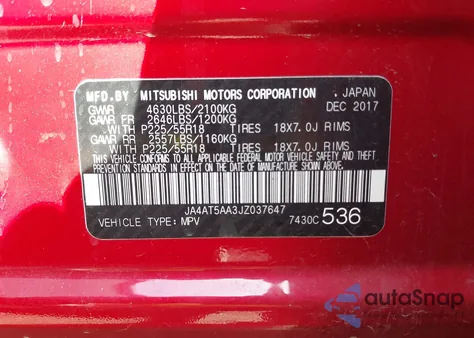 MFD.BY MITSUBISHI MOTORS CORPORATION . JAPAN
GVWR 4630LBS/2100KG DEC 2017
GAWR FR 2646LBS/1200KG
WITH P225/55R18 TIRES 18X7.0J RIMS
GAWR RR 2557LBS/1160KG
WITH P225/55R18 TIRES 18X7.0J RIMS
THIS VEHICLE CONFORMS TO ALL APPLICABLE FEDERAL MOTOR VEHICLE SAFETY, BUMPER AND THEFT PREVENTION STANDARDS IN EFFECT ON THE DATE OF MANUFACTURE SHOWN ABOVE.
JA4AT5AA3JZ037647
VEHICLE TYPE: MPV 7430C 536
autoSnap